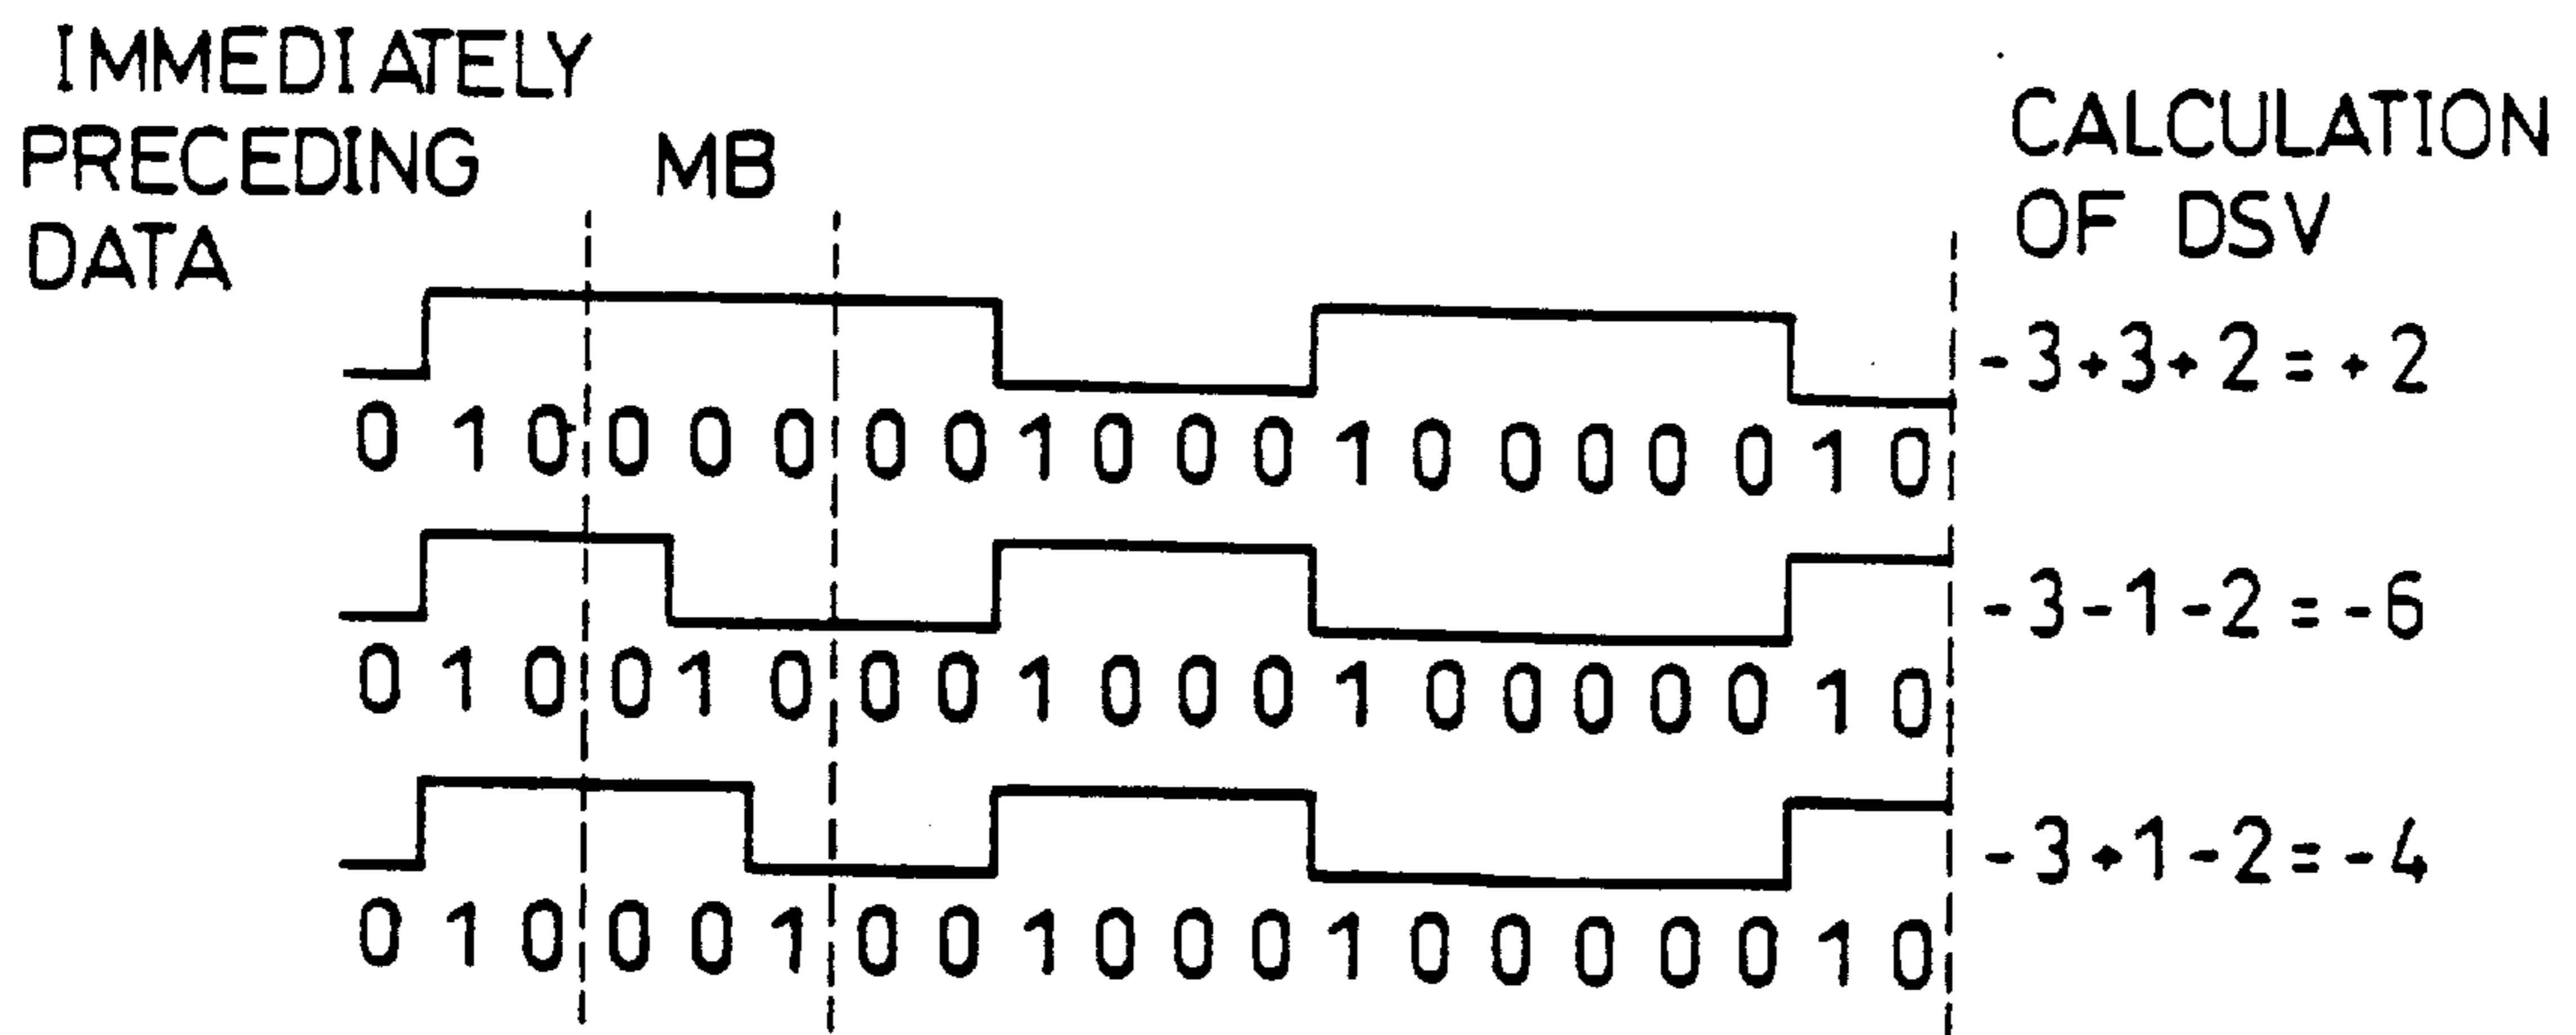 IMMEDIATELY
PRECEDING
DATA
MB
CALCULATION
OF DSV
0 1 0 0 0 0 0 0 1 0 0 0 1 0 0 0 0 0 1 0
-3+3+2=+2
0 1 0 0 1 0 0 0 1 0 0 0 1 0 0 0 0 0 1 0
-3-1-2=-6
0 1 0 0 0 1 0 0 1 0 0 0 1 0 0 0 0 0 1 0
-3+1-2=-4